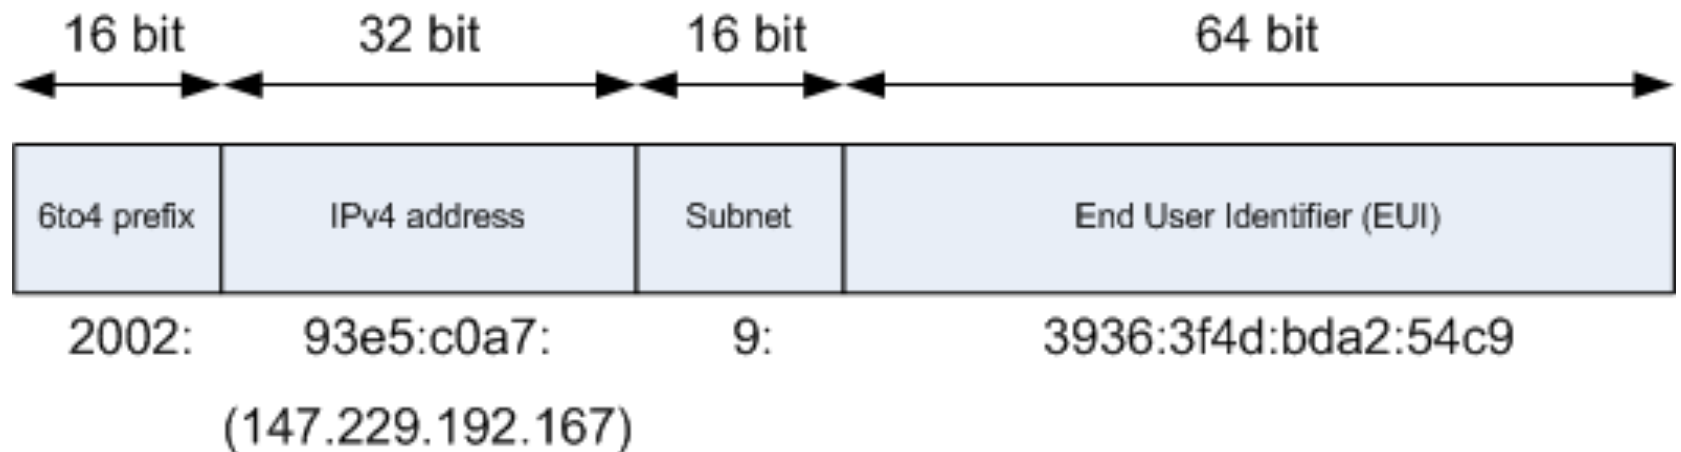 16 bit 32 bit 16 bit 64 bit
6to4 prefix IPv4 address Subnet End User Identifier (EUI)
2002: 93e5:c0a7: 9: 3936:3f4d:bda2:54c9
(147.229.192.167)